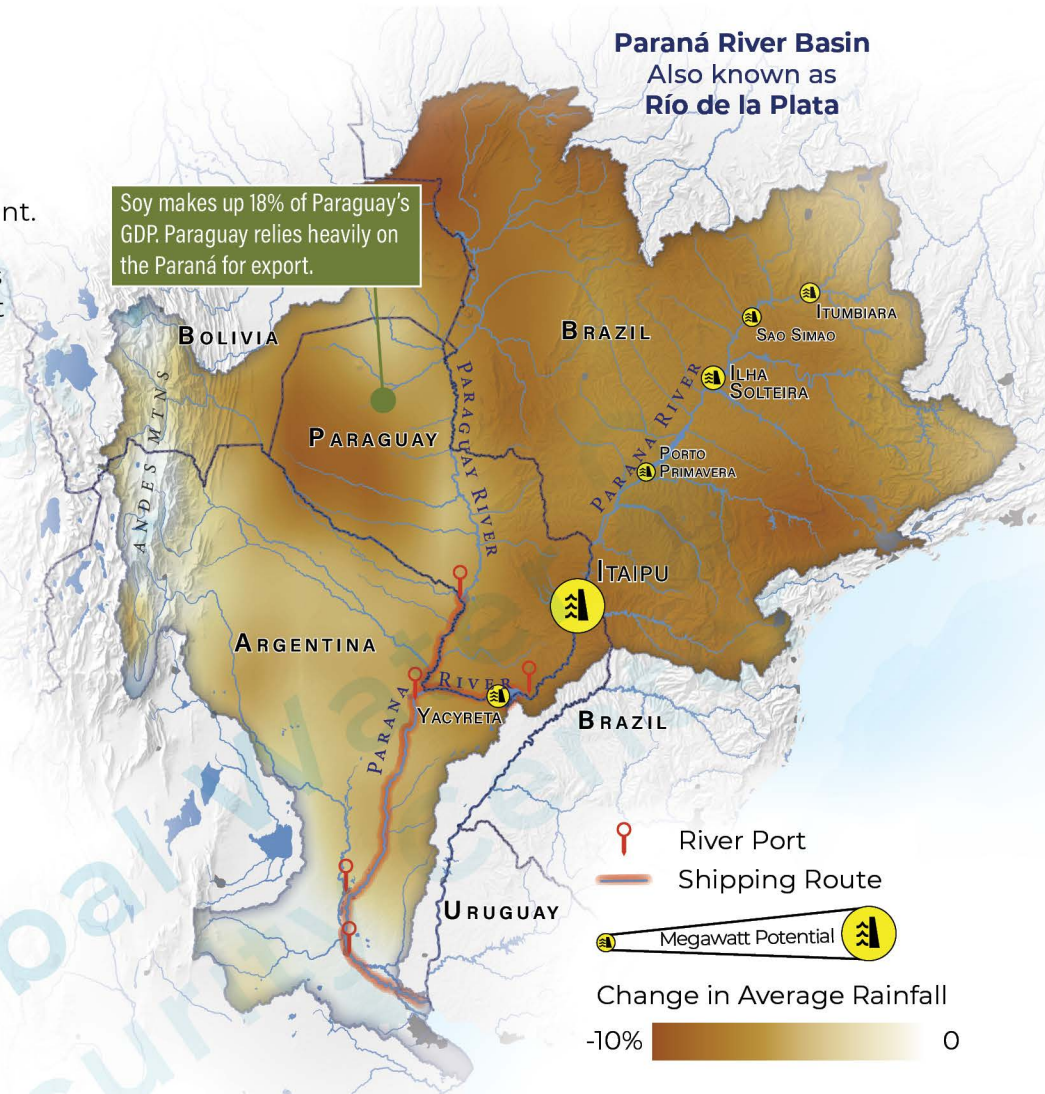 Paraná River Basin
Also known as
Río de la Plata
nt.
Soy makes up 18% of Paraguay's
GDP. Paraguay relies heavily on
the Paraná for export.
BOLIVIA
BRAZIL
ITUMBIARA
SAO SIMAO
ILHA
SOLTEIRA
PARANA RIVER
PORTO
PRIMAVERA
ANDES MTNS
PARAGUAY
PARAGUAY RIVER
ITAIPU
ARGENTINA
PARANA RIVER
YACYRETA
BRAZIL
URUGUAY
River Port
Shipping Route
Megawatt Potential
Change in Average Rainfall
-10% 0